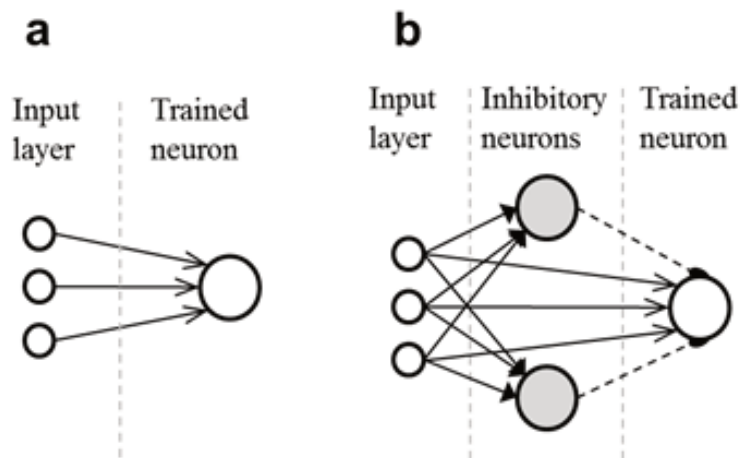 a
b
Input
layer
Trained
neuron
Input
layer
Inhibitory
neurons
Trained
neuron